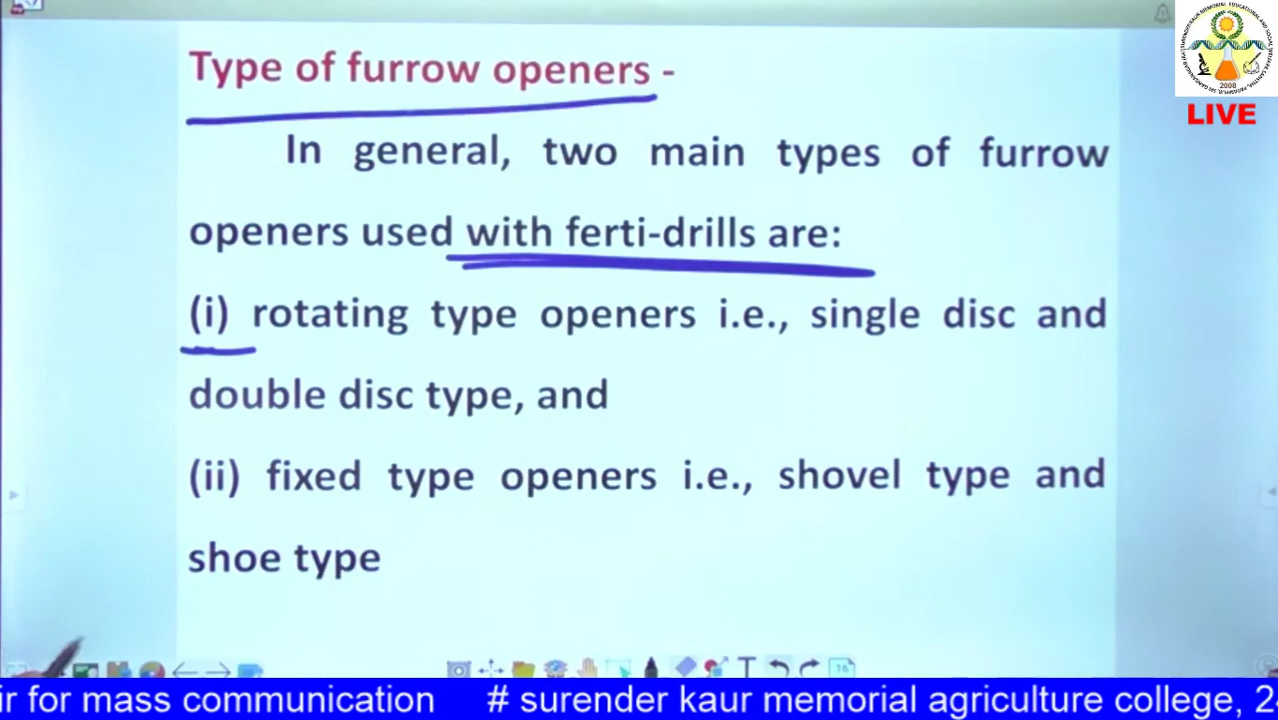 Type of furrow openers -
In general, two main types of furrow
openers used with ferti-drills are:
(i) rotating type openers i.e., single disc and
double disc type, and
(ii) fixed type openers i.e., shovel type and
shoe type
2008
LIVE
T
16
ir for mass communication # surender kaur memorial agriculture college, 2